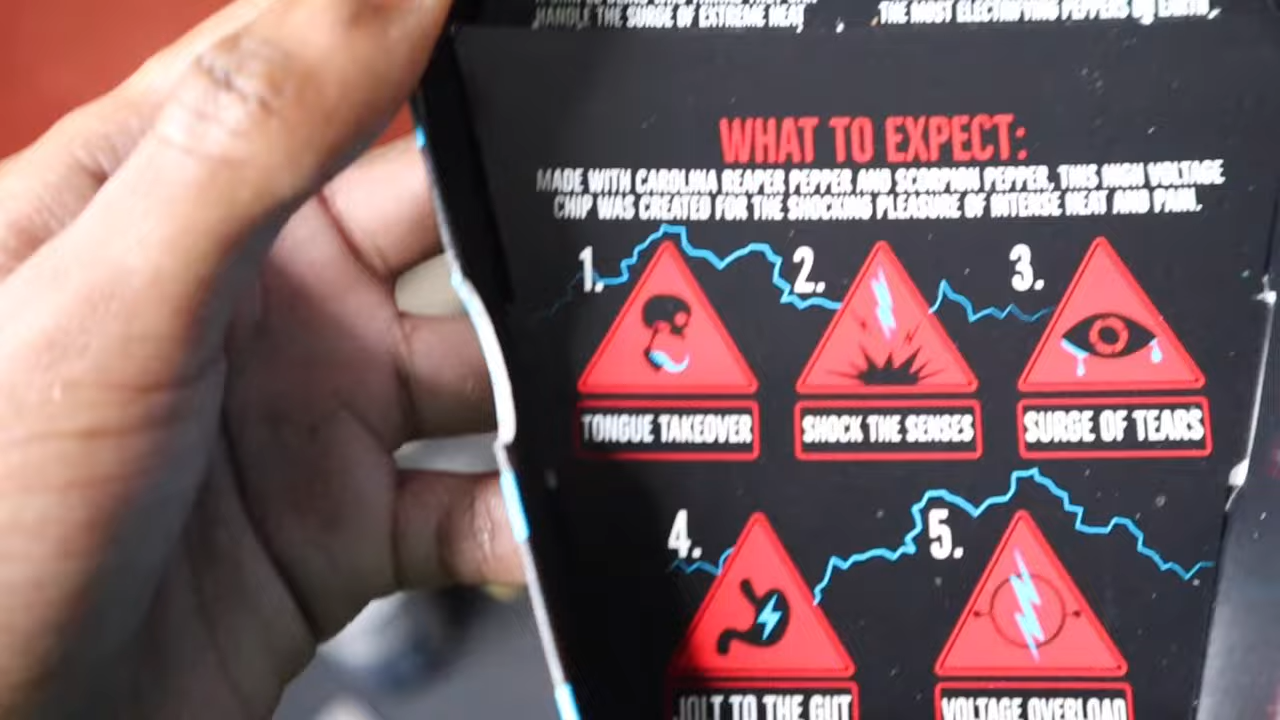 HANDLE THE SURGE OF EXTREME HEAT
THE MOST ELECTRIFYING PEPPERS ON EARTH.
WHAT TO EXPECT:
MADE WITH CAROLINA REAPER PEPPER AND SCORPION PEPPER, THIS HIGH VOLTAGE
CHIP WAS CREATED FOR THE SHOCKING PLEASURE OF INTENSE HEAT AND PAIN.
1.
2.
3.
TONGUE TAKEOVER
SHOCK THE SENSES
SURGE OF TEARS
4.
5.
JOLT TO THE GUT
VOLTAGE OVERLOAD